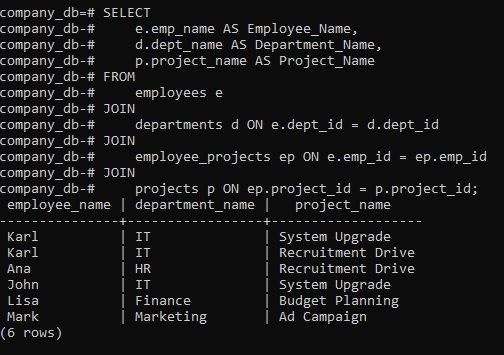 company_db=# SELECT
company_db-#     e.emp_name AS Employee_Name,
company_db-#     d.dept_name AS Department_Name,
company_db-#     p.project_name AS Project_Name
company_db-# FROM
company_db-#     employees e
company_db-# JOIN
company_db-#     departments d ON e.dept_id = d.dept_id
company_db-# JOIN
company_db-#     employee_projects ep ON e.emp_id = ep.emp_id
company_db-# JOIN
company_db-#     projects p ON ep.project_id = p.project_id;
 employee_name | department_name |   project_name
---------------+-----------------+-------------------
 Karl          | IT              | System Upgrade
 Karl          | IT              | Recruitment Drive
 Ana           | HR              | Recruitment Drive
 John          | IT              | System Upgrade
 Lisa          | Finance         | Budget Planning
 Mark          | Marketing       | Ad Campaign
(6 rows)